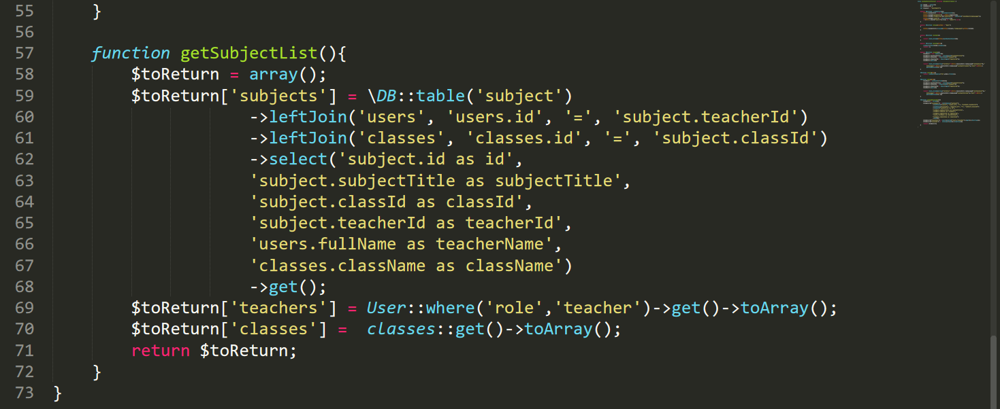 55 }
56
57 function getSubjectList(){
58 $toReturn = array();
59 $toReturn['subjects'] = \DB::table('subject')
60 ->leftJoin('users', 'users.id', '=', 'subject.teacherId')
61 ->leftJoin('classes', 'classes.id', '=', 'subject.classId')
62 ->select('subject.id as id',
63 'subject.subjectTitle as subjectTitle',
64 'subject.classId as classId',
65 'subject.teacherId as teacherId',
66 'users.fullName as teacherName',
67 'classes.className as className')
68 ->get();
69 $toReturn['teachers'] = User::where('role','teacher')->get()->toArray();
70 $toReturn['classes'] =  classes::get()->toArray();
71 return $toReturn;
72 }
73 }